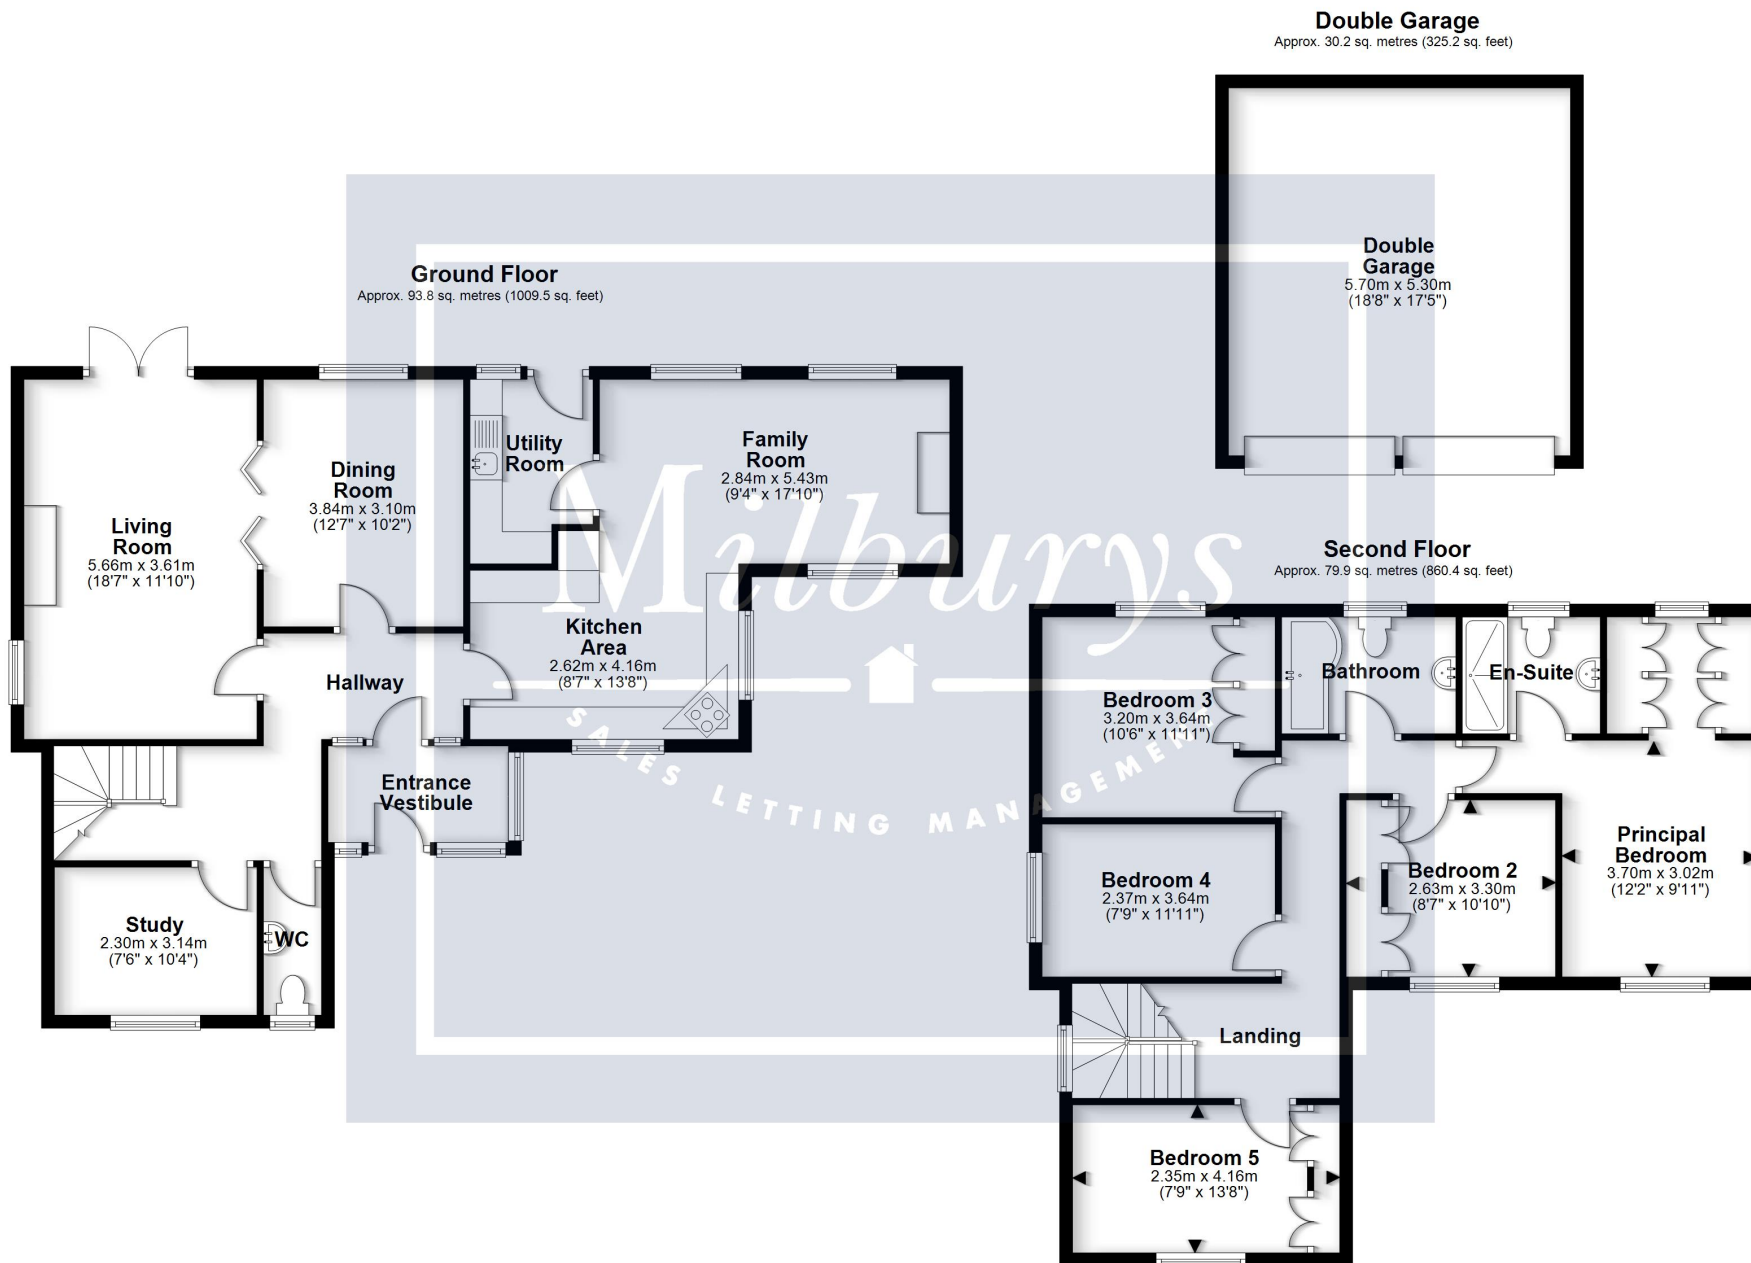 Double Garage
Approx. 30.2 sq. metres (325.2 sq. feet)
Double
Garage
5.70m x 5.30m
(18'8" x 17'5")
Ground Floor
Approx. 93.8 sq. metres (1009.5 sq. feet)
Living
Room
5.66m x 3.61m
(18'7" x 11'10")
Dining
Room
3.84m x 3.10m
(12'7" x 10'2")
Utility
Room
Family
Room
2.84m x 5.43m
(9'4" x 17'10")
Kitchen
Area
2.62m x 4.16m
(8'7" x 13'8")
Hallway
Entrance
Vestibule
Study
2.30m x 3.14m
(7'6" x 10'4")
WC
Milburys
SALES LETTING MANAGEMENT
Second Floor
Approx. 79.9 sq. metres (860.4 sq. feet)
Bedroom 3
3.20m x 3.64m
(10'6" x 11'11")
Bathroom
En-Suite
Bedroom 4
2.37m x 3.64m
(7'9" x 11'11")
Bedroom 2
2.63m x 3.30m
(8'7" x 10'10")
Principal
Bedroom
3.70m x 3.02m
(12'2" x 9'11")
Landing
Bedroom 5
2.35m x 4.16m
(7'9" x 13'8")